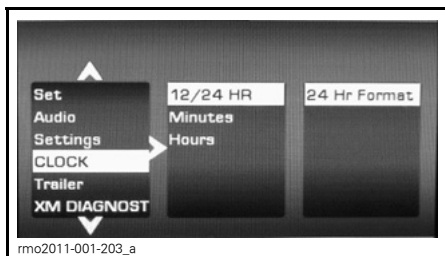 Set
Audio
Settings
CLOCK
Trailer
XM DIAGNOST
12/24 HR
Minutes
Hours
24 Hr Format
rmo2011-001-203_a